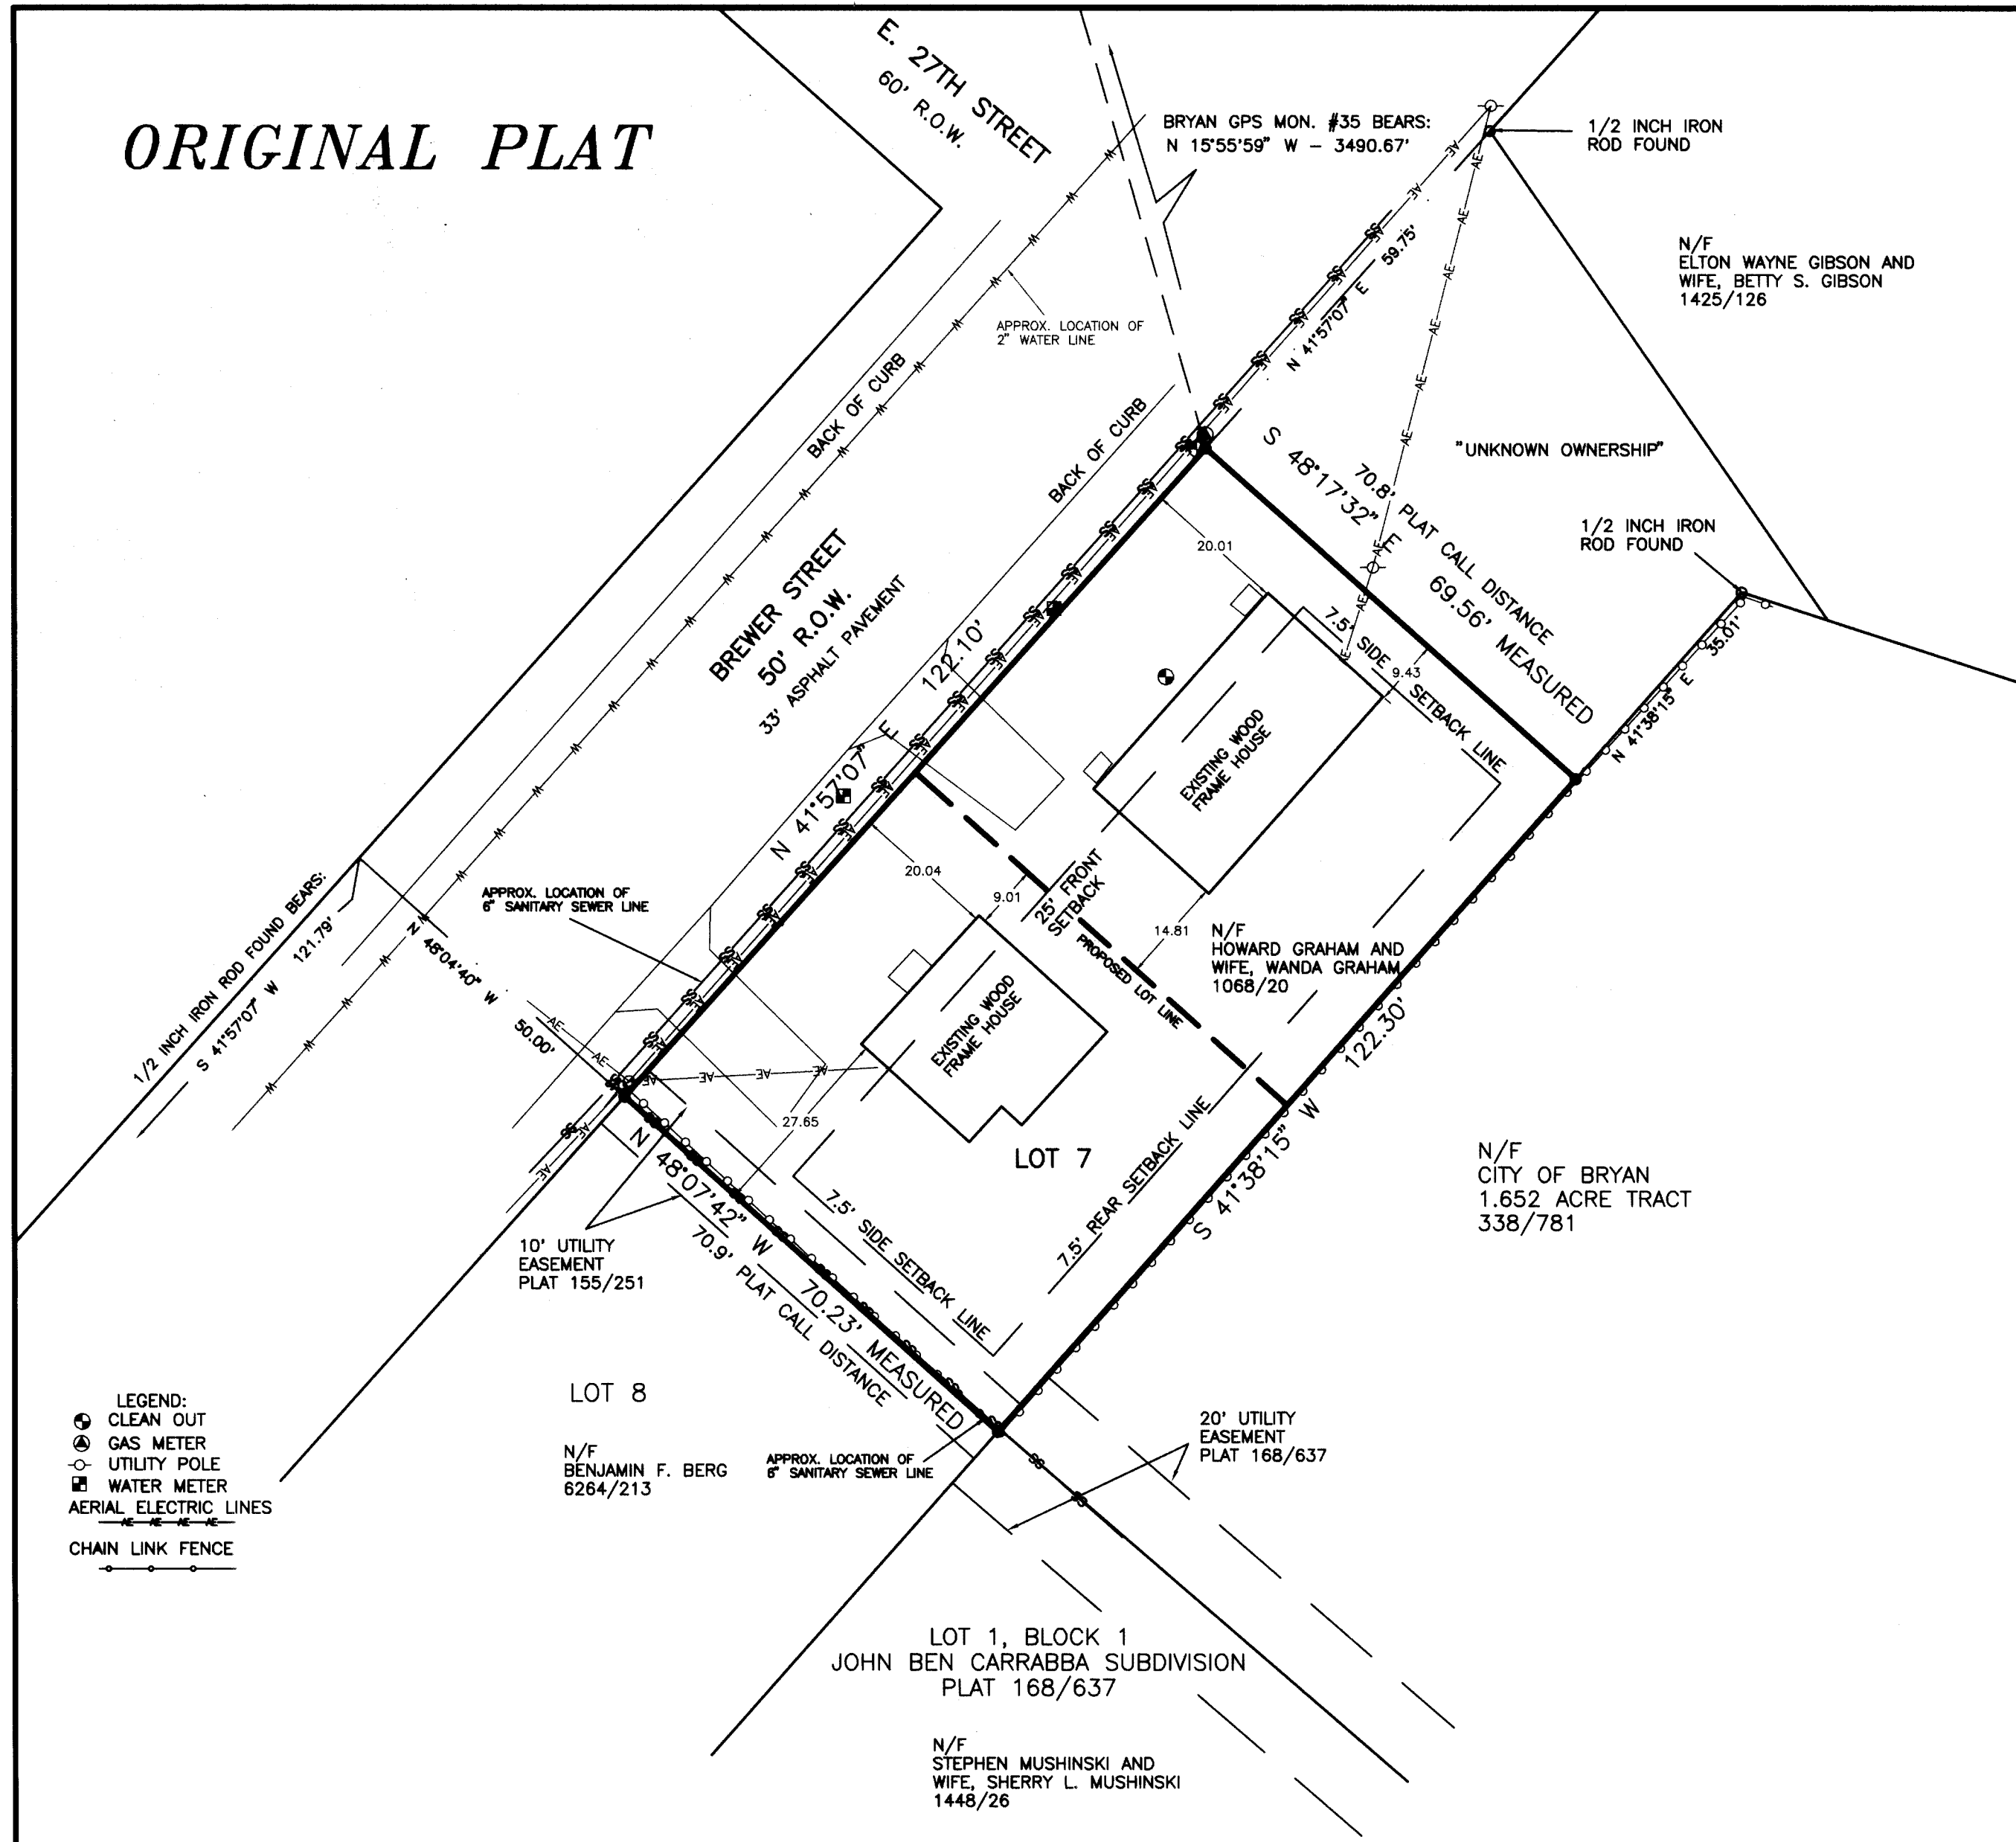 ORIGINAL PLAT
E. 27TH STREET
60' R.O.W.
BRYAN GPS MON. #35 BEARS:
N 15°55'59" W - 3490.67'
1/2 INCH IRON
ROD FOUND
N/F
ELTON WAYNE GIBSON AND
WIFE, BETTY S. GIBSON
1425/126
APPROX. LOCATION OF
2" WATER LINE
N 41°57'07" E 59.75'
BACK OF CURB
BACK OF CURB
"UNKNOWN OWNERSHIP"
1/2 INCH IRON
ROD FOUND
S 48°17'32" E
70.8' PLAT CALL DISTANCE
69.56' MEASURED
20.01
BREWER STREET
50' R.O.W.
33' ASPHALT PAVEMENT
N 41°57'07" E 122.10'
7.5' SIDE SETBACK LINE
9.43
N 41°38'15" E 35.01'
EXISTING WOOD
FRAME HOUSE
20.04
9.01
25' FRONT
SETBACK
14.81
PROPOSED LOT LINE
N/F
HOWARD GRAHAM AND
WIFE, WANDA GRAHAM
1068/20
APPROX. LOCATION OF
6" SANITARY SEWER LINE
1/2 INCH IRON ROD FOUND BEARS:
S 41°57'07" W 121.79'
N 48°04'40" W 50.00'
EXISTING WOOD
FRAME HOUSE
27.65
LOT 7
S 41°38'15" W 122.30'
7.5' REAR SETBACK LINE
7.5' SIDE SETBACK LINE
N 48°07'42" W 70.23' MEASURED
70.9' PLAT CALL DISTANCE
10' UTILITY
EASEMENT
PLAT 155/251
N/F
CITY OF BRYAN
1.652 ACRE TRACT
338/781
LEGEND:
CLEAN OUT
GAS METER
UTILITY POLE
WATER METER
AERIAL ELECTRIC LINES
AE AE AE AE
CHAIN LINK FENCE
LOT 8
N/F
BENJAMIN F. BERG
6264/213
APPROX. LOCATION OF
6" SANITARY SEWER LINE
20' UTILITY
EASEMENT
PLAT 168/637
LOT 1, BLOCK 1
JOHN BEN CARRABBA SUBDIVISION
PLAT 168/637
N/F
STEPHEN MUSHINSKI AND
WIFE, SHERRY L. MUSHINSKI
1448/26